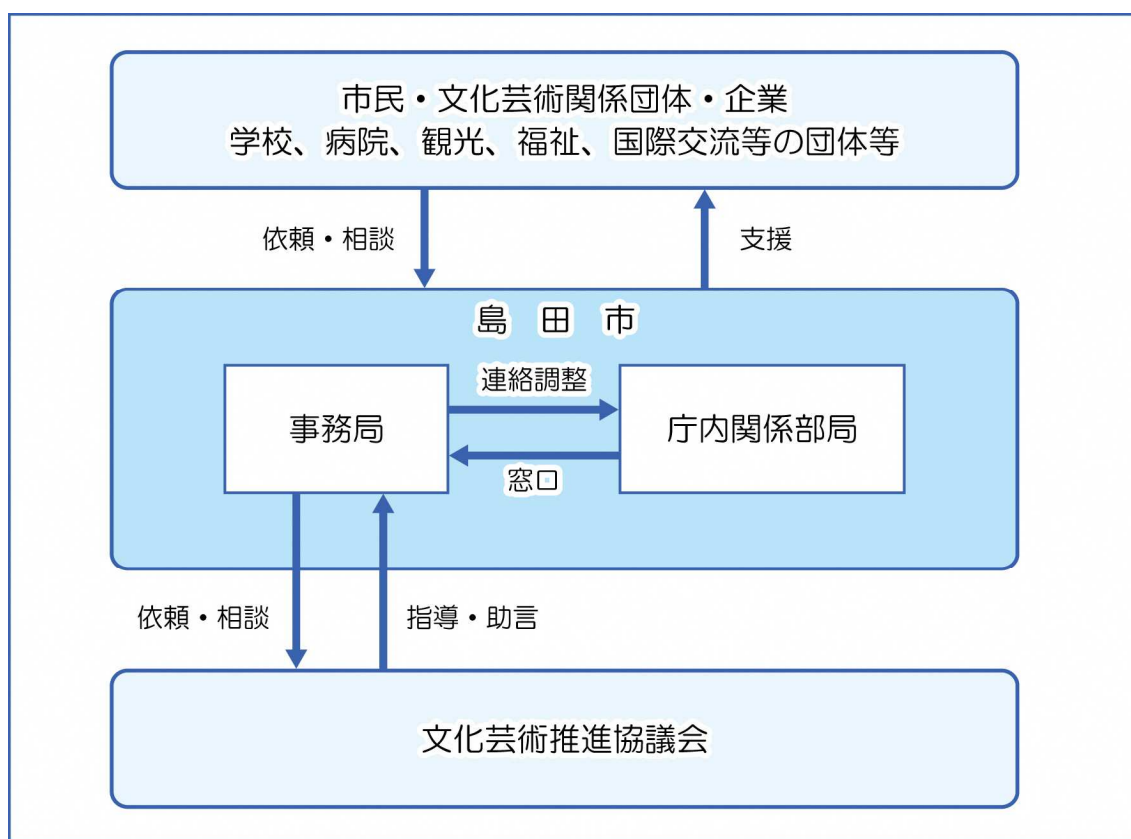 市民・文化芸術関係団体・企業
学校、病院、観光、福祉、国際交流等の団体等
依頼・相談
支援
島 田 市
連絡調整
事務局
庁内関係部局
窓口
依頼・相談
指導・助言
文化芸術推進協議会